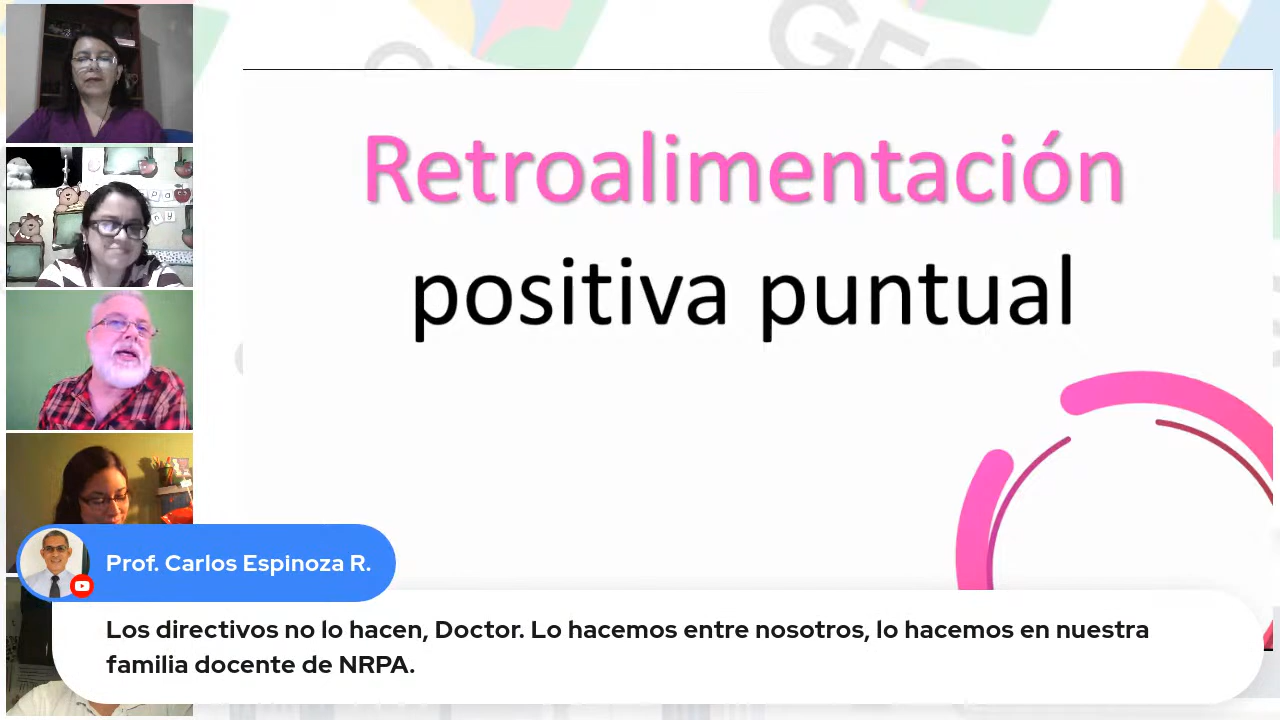 GEO
Retroalimentación
positiva puntual
Prof. Carlos Espinoza R.
Los directivos no lo hacen, Doctor. Lo hacemos entre nosotros, lo hacemos en nuestra
familia docente de NRPA.